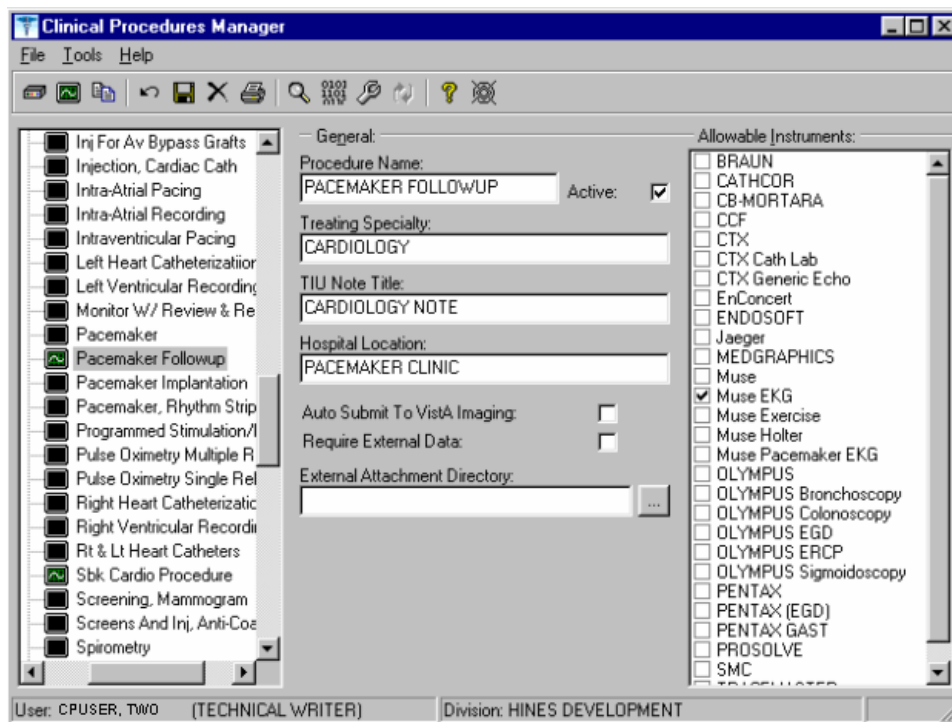 Clinical Procedures Manager
File Tools Help
Inj For Av Bypass Grafts
Injection, Cardiac Cath
Intra-Atrial Pacing
Intra-Atrial Recording
Intraventricular Pacing
Left Heart Catheterizatiior
Left Ventricular Recording
Monitor W/ Review & Re
Pacemaker
Pacemaker Followup
Pacemaker Implantation
Pacemaker, Rhythm Strip
Programmed Stimulation/I
Pulse Oximetry Multiple R
Pulse Oximetry Single Rel
Right Heart Catheterizatic
Right Ventricular Recordi
Rt & Lt Heart Catheters
Sbk Cardio Procedure
Screening, Mammogram
Screens And Inj, Anti-Coa
Spirometry
General:
Procedure Name:
PACEMAKER FOLLOWUP
Active:
Treating Specialty:
CARDIOLOGY
TIU Note Title:
CARDIOLOGY NOTE
Hospital Location:
PACEMAKER CLINIC
Auto Submit To VistA Imaging:
Require External Data:
External Attachment Directory:
...
Allowable Instruments:
BRAUN
CATHCOR
CB-MORTARA
CCF
CTX
CTX Cath Lab
CTX Generic Echo
EnConcert
ENDOSOFT
Jaeger
MEDGRAPHICS
Muse
Muse EKG
Muse Exercise
Muse Holter
Muse Pacemaker EKG
OLYMPUS
OLYMPUS Bronchoscopy
OLYMPUS Colonoscopy
OLYMPUS EGD
OLYMPUS ERCP
OLYMPUS Sigmoidoscopy
PENTAX
PENTAX (EGD)
PENTAX GAST
PROSOLVE
SMC
User: CPUSER, TWO (TECHNICAL WRITER) Division: HINES DEVELOPMENT